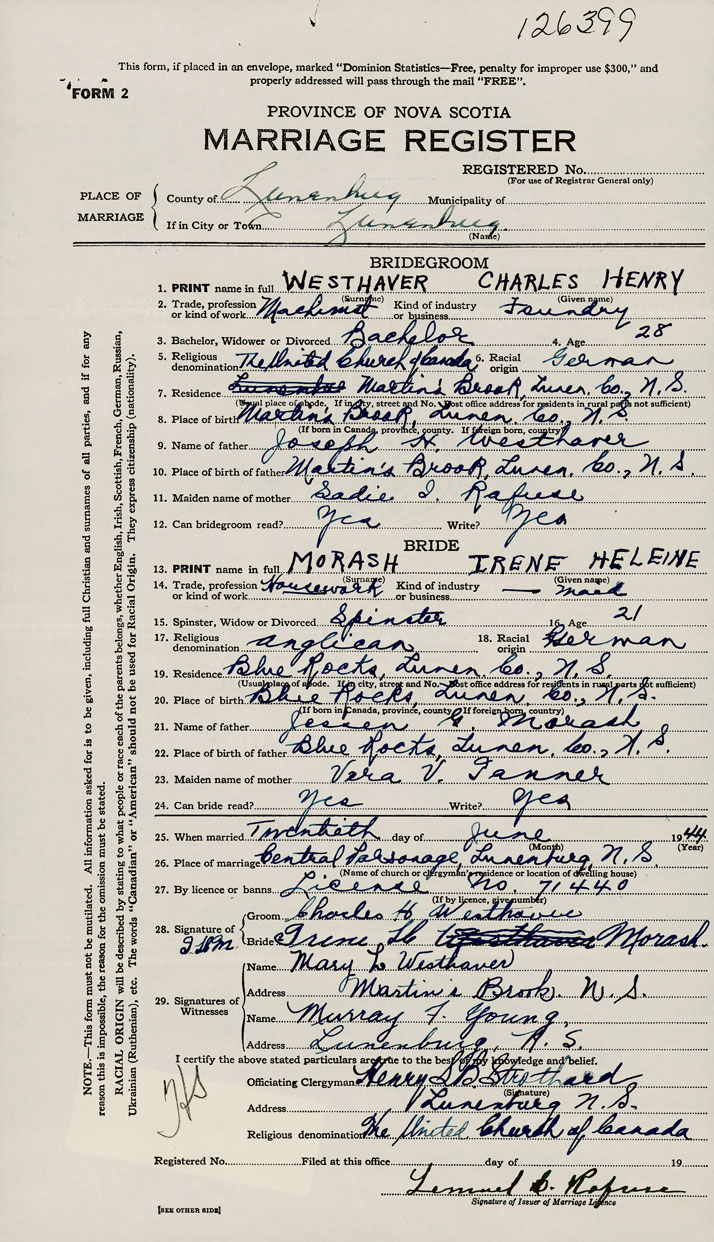 126399
This form, if placed in an envelope, marked “Dominion Statistics—Free, penalty for improper use $300,” and
properly addressed will pass through the mail “FREE”.
FORM 2
PROVINCE OF NOVA SCOTIA
MARRIAGE REGISTER
REGISTERED No.
(For use of Registrar General only)
PLACE OF MARRIAGE
County of Lunenburg Municipality of
If in City or Town Lunenburg
(Name)
BRIDEGROOM
1. PRINT name in full WESTHAVER CHARLES HENRY
(Surname) (Given name)
2. Trade, profession or kind of work Machinist Kind of industry or business Foundry
3. Bachelor, Widower or Divorced Bachelor 4. Age 28
5. Religious denomination The United Church of Canada 6. Racial origin German
7. Residence Martin's Brook, Lunen. Co., N. S.
(Usual place of abode. If in city, street and No. Post office address for residents in rural parts not sufficient)
8. Place of birth Martin's Brook, Lunen. Co., N. S.
(If born in Canada, province, county. If foreign born, country)
9. Name of father Joseph H. Westhaver
10. Place of birth of father Martin's Brook, Lunen. Co., N. S.
11. Maiden name of mother Sadie I. Rafuse
12. Can bridegroom read? Yes Write? Yes
BRIDE
13. PRINT name in full MORASH IRENE HELEINE
(Surname) (Given name)
14. Trade, profession or kind of work Housework Kind of industry or business — maid
15. Spinster, Widow or Divorced Spinster 16. Age 21
17. Religious denomination Anglican 18. Racial origin German
19. Residence Blue Rocks, Lunen. Co., N. S.
(Usual place of abode. If in city, street and No. Post office address for residents in rural parts not sufficient)
20. Place of birth Blue Rocks, Lunen. Co., N. S.
(If born in Canada, province, county. If foreign born, country)
21. Name of father G. Morash
22. Place of birth of father Blue Rocks, Lunen. Co., N. S.
23. Maiden name of mother Vera V. Tanner
24. Can bride read? Yes Write? Yes
25. When married Twentieth day of June 1944
(Month) (Year)
26. Place of marriage Central Parsonage, Lunenburg, N. S.
(Name of church or clergyman's residence or location of dwelling house)
27. By licence or banns License No. 71440
(If by licence, give number)
28. Signature of
Groom Charles H. Westhaver
Bride Irene H. Westhaver Morash
29. Signatures of Witnesses
Name Mary L Westhaver
Address Martin's Brook. N. S.
Name Murray F. Young,
Address Lunenburg, N. S.
I certify the above stated particulars are true to the best of my knowledge and belief.
Officiating Clergyman Henry B. Strothard
(Signature)
Address Lunenburg N. S.
Religious denomination The United Church of Canada
Registered No. Filed at this office day of 19
Lemuel Rafuse
Signature of Issuer of Marriage Licence
[SEE OTHER SIDE]
NOTE.—This form must not be mutilated. All information asked for is to be given, including full Christian and surnames of all parties, and if for any
reason this is impossible, the reason for the omission must be stated.
RACIAL ORIGIN will be described by stating to what people or race each of the parents belongs, whether English, Irish, Scottish, French, German, Russian,
Ukrainian (Ruthenian), etc. The words “Canadian” or “American” should not be used for Racial Origin. They express citizenship (nationality).